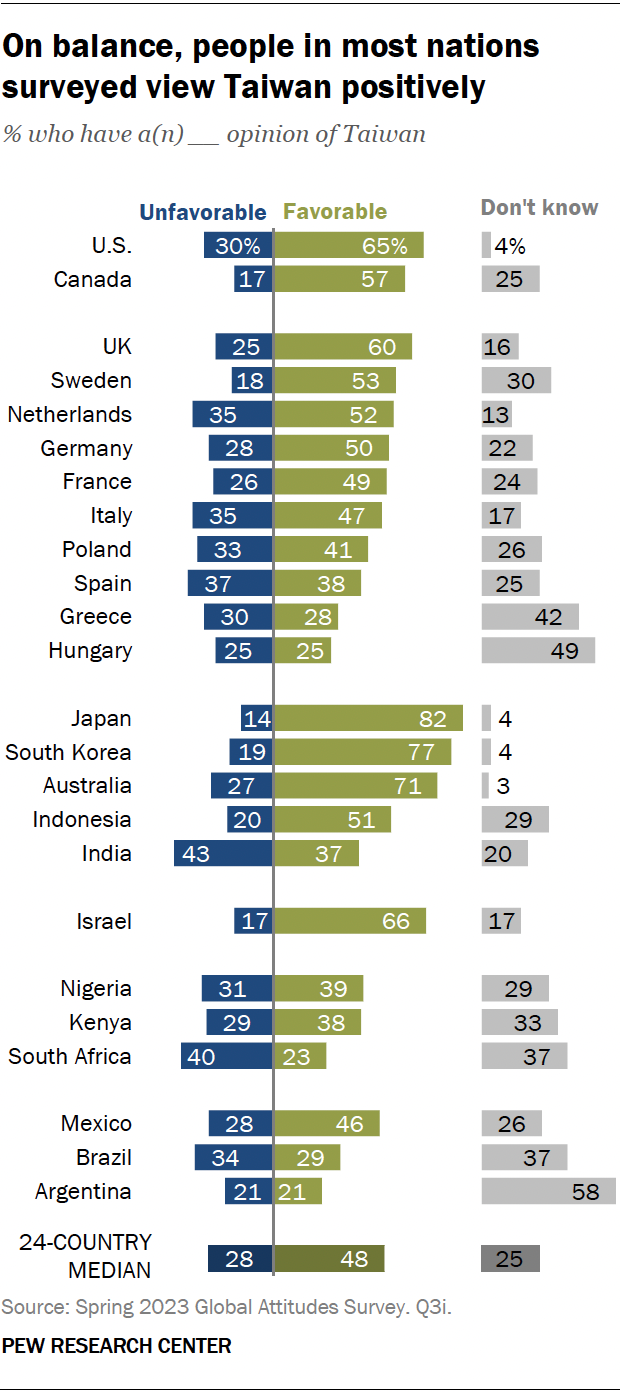 On balance, people in most nations
surveyed view Taiwan positively
% who have a(n) ___ opinion of Taiwan
Unfavorable Favorable Don't know
U.S. 30% 65% 4%
Canada 17 57 25
UK 25 60 16
Sweden 18 53 30
Netherlands 35 52 13
Germany 28 50 22
France 26 49 24
Italy 35 47 17
Poland 33 41 26
Spain 37 38 25
Greece 30 28 42
Hungary 25 25 49
Japan 14 82 4
South Korea 19 77 4
Australia 27 71 3
Indonesia 20 51 29
India 43 37 20
Israel 17 66 17
Nigeria 31 39 29
Kenya 29 38 33
South Africa 40 23 37
Mexico 28 46 26
Brazil 34 29 37
Argentina 21 21 58
24-COUNTRY
MEDIAN 28 48 25
Source: Spring 2023 Global Attitudes Survey. Q3i.
PEW RESEARCH CENTER